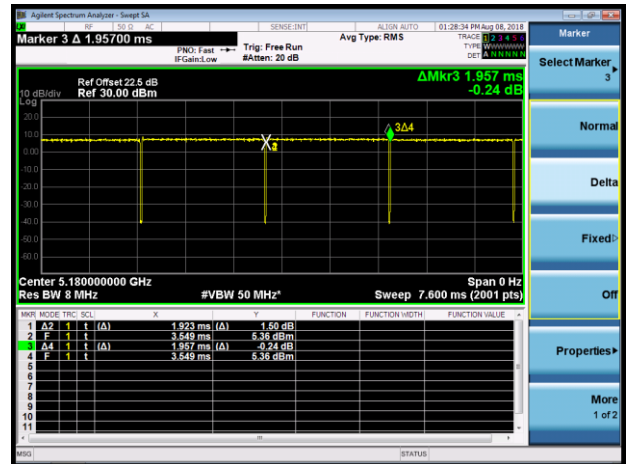 Agilent Spectrum Analyzer - Swept SA
RF 50 Ω AC SENSE:INT ALIGN AUTO 01:28:34 PM Aug 08, 2018
Marker 3 Δ 1.95700 ms
PNO: Fast
IFGain:Low
Trig: Free Run
#Atten: 20 dB
Avg Type: RMS
TRACE 1 2 3 4 5 6
TYPE WWWWWW
DET A N N N N N
Ref Offset 22.5 dB
10 dB/div Ref 30.00 dBm
ΔMkr3 1.957 ms
-0.24 dB
Log
20.0
10.0
0.00
-10.0
-20.0
-30.0
-40.0
-50.0
-60.0
3Δ4
Center 5.180000000 GHz
Span 0 Hz
Res BW 8 MHz #VBW 50 MHz* Sweep 7.600 ms (2001 pts)
MKR MODE TRC SCL X Y FUNCTION FUNCTION WIDTH FUNCTION VALUE
1 Δ2 1 t (Δ) 1.923 ms (Δ) 1.50 dB
2 F 1 t 3.549 ms 5.36 dBm
3 Δ4 1 t (Δ) 1.957 ms (Δ) -0.24 dB
4 F 1 t 3.549 ms 5.36 dBm
5
6
7
8
9
10
11
MSG STATUS
Marker
Select Marker
3
Normal
Delta
Fixed
Off
Properties
More
1 of 2